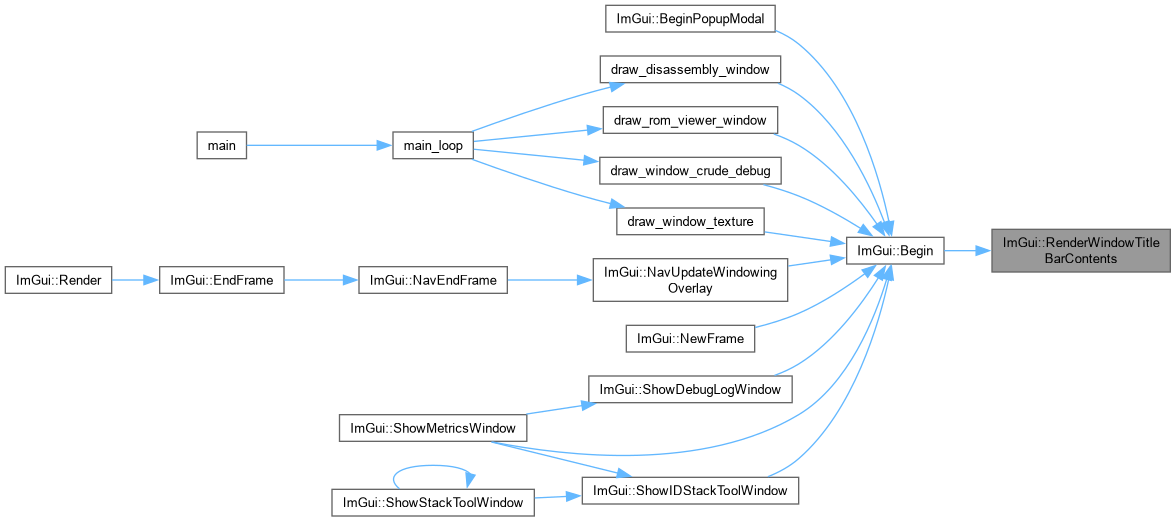 ImGui::BeginPopupModal
draw_disassembly_window
draw_rom_viewer_window
main
main_loop
draw_window_crude_debug
draw_window_texture
ImGui::Begin
ImGui::RenderWindowTitle
BarContents
ImGui::Render
ImGui::EndFrame
ImGui::NavEndFrame
ImGui::NavUpdateWindowing
Overlay
ImGui::NewFrame
ImGui::ShowDebugLogWindow
ImGui::ShowMetricsWindow
ImGui::ShowStackToolWindow
ImGui::ShowIDStackToolWindow